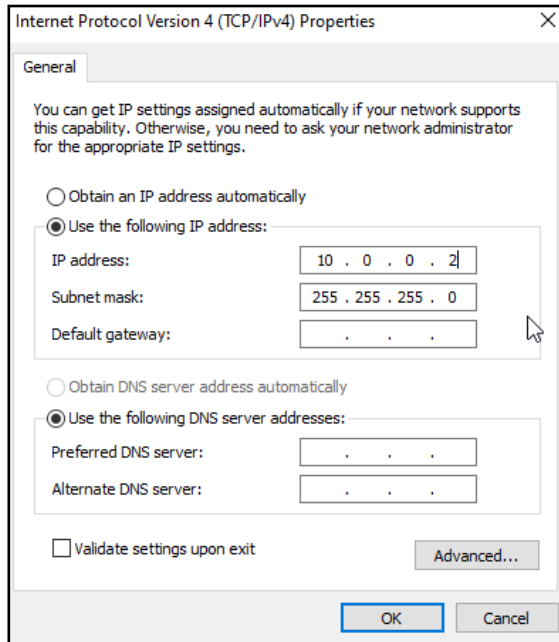 Internet Protocol Version 4 (TCP/IPv4) Properties
General
You can get IP settings assigned automatically if your network supports
this capability. Otherwise, you need to ask your network administrator
for the appropriate IP settings.
Obtain an IP address automatically
Use the following IP address:
IP address: 10 . 0 . 0 . 2
Subnet mask: 255 . 255 . 255 . 0
Default gateway: . . .
Obtain DNS server address automatically
Use the following DNS server addresses:
Preferred DNS server: . . .
Alternate DNS server: . . .
Validate settings upon exit
Advanced...
OK Cancel